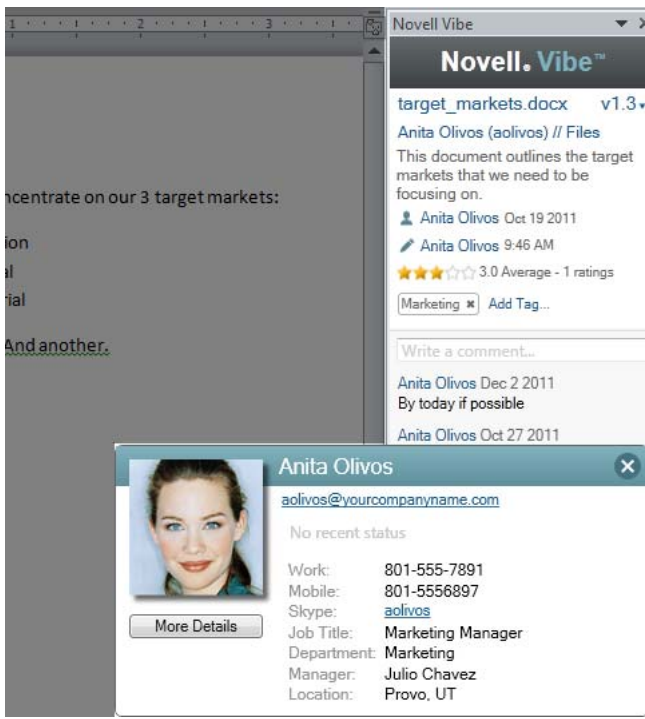 1 2 3
ncentrate on our 3 target markets:
ion
al
rial
And another.
Novell Vibe
Novell. Vibe™
target_markets.docx v1.3
Anita Olivos (aolivos) // Files
This document outlines the target
markets that we need to be
focusing on.
Anita Olivos Oct 19 2011
Anita Olivos 9:46 AM
3.0 Average - 1 ratings
Marketing Add Tag...
Write a comment...
Anita Olivos Dec 2 2011
By today if possible
Anita Olivos Oct 27 2011
Anita Olivos
aolivos@yourcompanyname.com
No recent status
Work: 801-555-7891
Mobile: 801-5556897
Skype: aolivos
Job Title: Marketing Manager
Department: Marketing
Manager: Julio Chavez
Location: Provo, UT
More Details